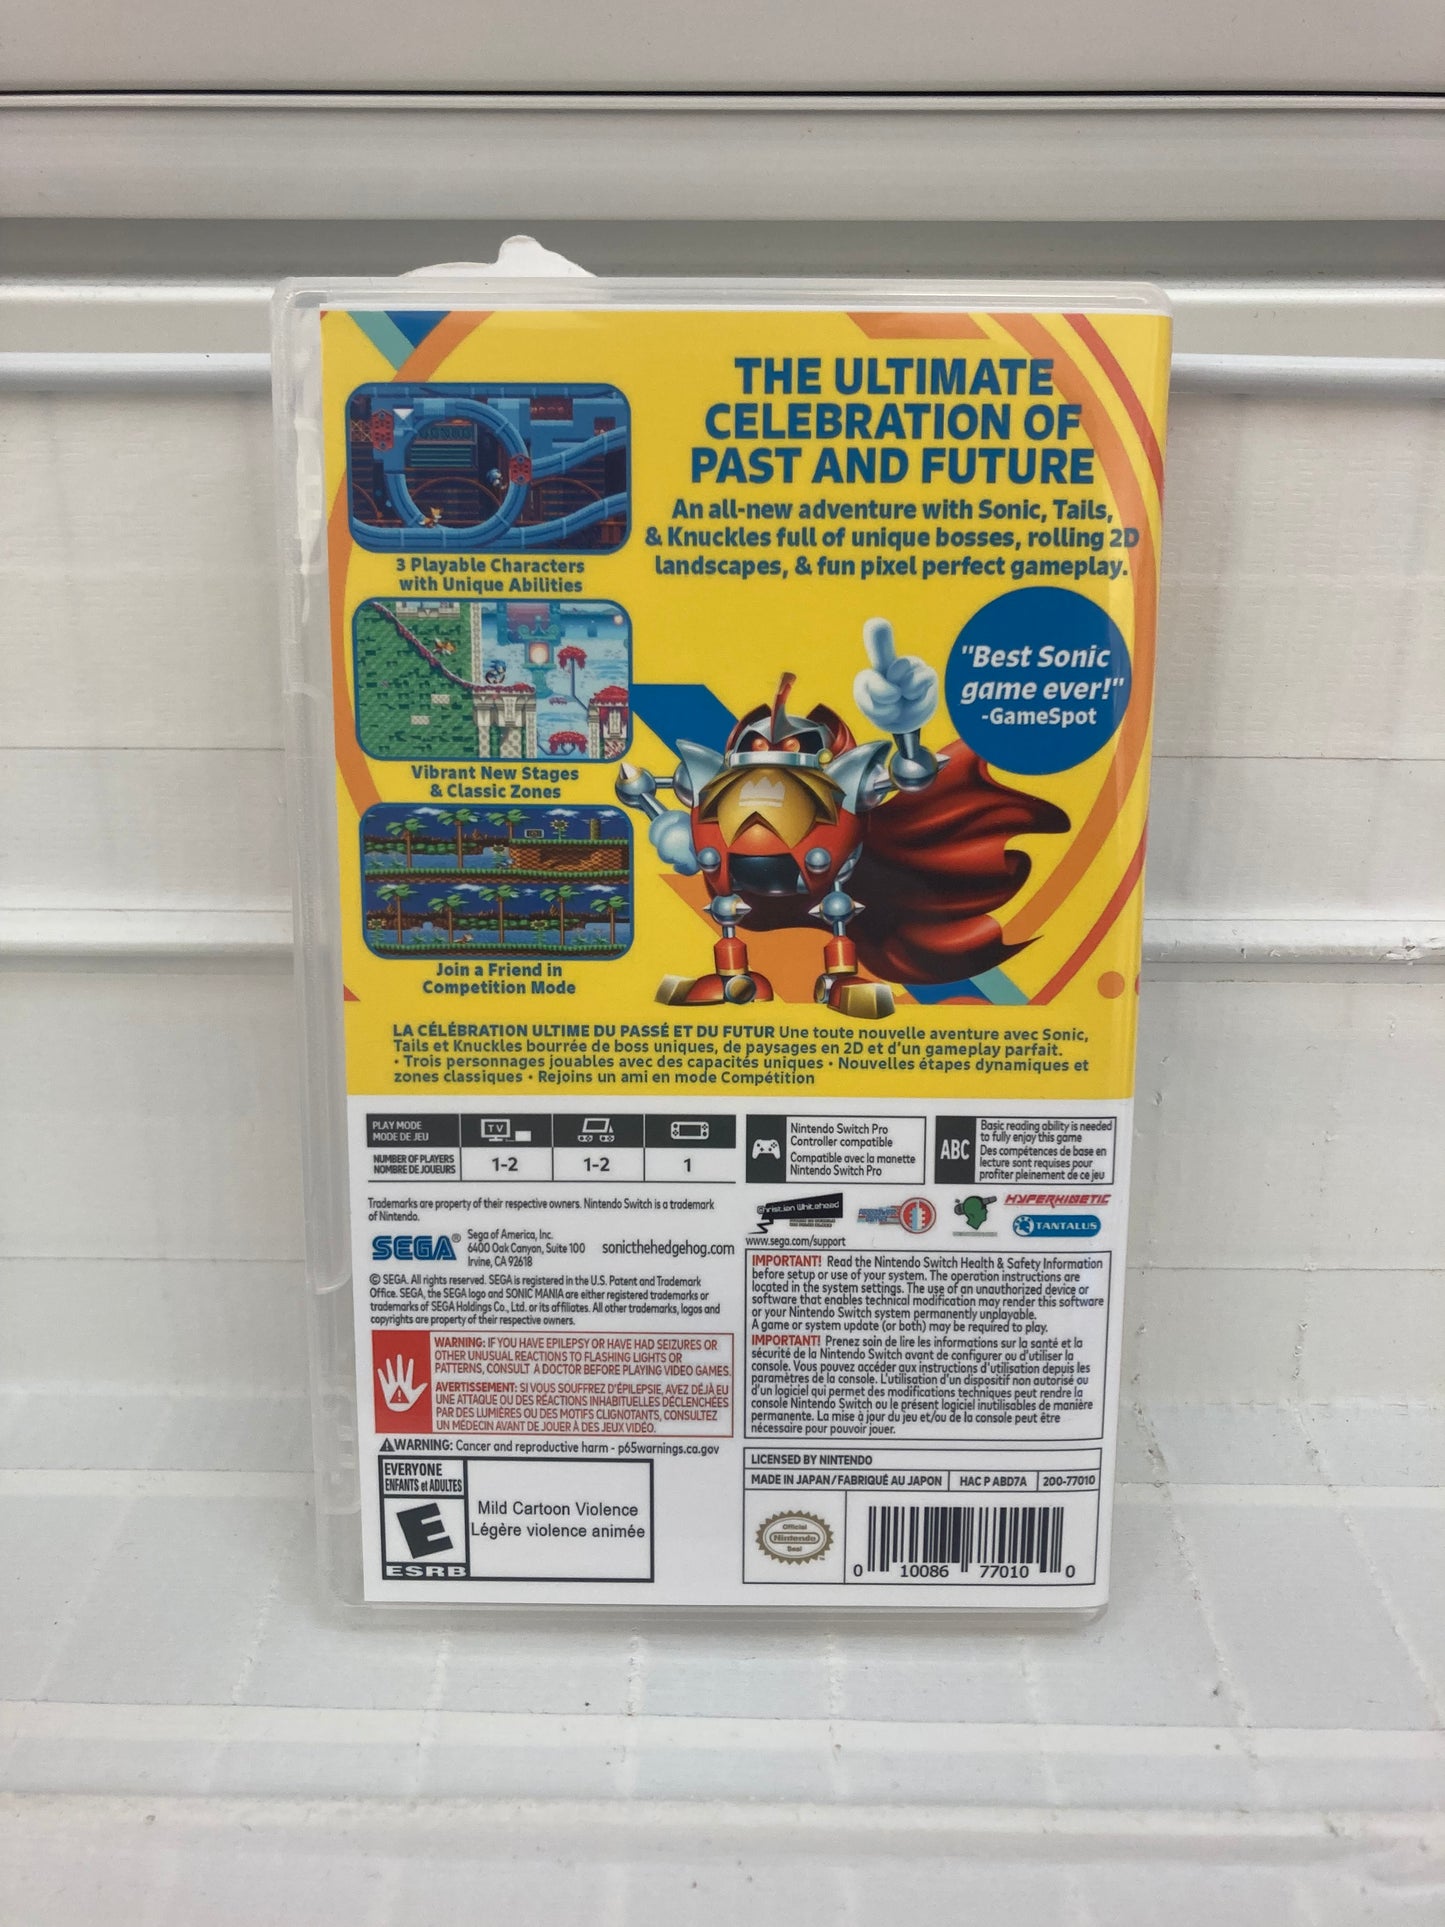 THE ULTIMATE
CELEBRATION OF
PAST AND FUTURE
An all-new adventure with Sonic, Tails,
& Knuckles full of unique bosses, rolling 2D
landscapes, & fun pixel perfect gameplay.
3 Playable Characters
with Unique Abilities
"Best Sonic
game ever!"
-GameSpot
Vibrant New Stages
& Classic Zones
Join a Friend in
Competition Mode
LA CÉLÉBRATION ULTIME DU PASSÉ ET DU FUTUR Une toute nouvelle aventure avec Sonic,
Tails et Knuckles bourrée de boss uniques, de paysages en 2D et d'un gameplay parfait.
• Trois personnages jouables avec des capacités uniques • Nouvelles étapes dynamiques et
zones classiques • Rejoins un ami en mode Compétition
PLAY MODE
MODE DE JEU
TV
NUMBER OF PLAYERS
NOMBRE DE JOUEURS
1-2
1-2
1
Nintendo Switch Pro
Controller compatible
Compatible avec la manette
Nintendo Switch Pro
ABC
Basic reading ability is needed
to fully enjoy this game
Des compétences de base en
lecture sont requises pour
profiter pleinement de ce jeu
Trademarks are property of their respective owners. Nintendo Switch is a trademark
of Nintendo.
SEGA®
Sega of America, Inc.
6400 Oak Canyon, Suite 100
Irvine, CA 92618
sonicthehedgehog.com
© SEGA. All rights reserved. SEGA is registered in the U.S. Patent and Trademark
Office. SEGA, the SEGA logo and SONIC MANIA are either registered trademarks or
trademarks of SEGA Holdings Co., Ltd. or its affiliates. All other trademarks, logos and
copyrights are property of their respective owners.
WARNING: IF YOU HAVE EPILEPSY OR HAVE HAD SEIZURES OR
OTHER UNUSUAL REACTIONS TO FLASHING LIGHTS OR
PATTERNS, CONSULT A DOCTOR BEFORE PLAYING VIDEO GAMES.
AVERTISSEMENT: SI VOUS SOUFFREZ D'ÉPILEPSIE, AVEZ DÉJÀ EU
UNE ATTAQUE OU DES RÉACTIONS INHABITUELLES DÉCLENCHÉES
PAR DES LUMIÈRES OU DES MOTIFS CLIGNOTANTS, CONSULTEZ
UN MÉDECIN AVANT DE JOUER À DES JEUX VIDÉO.
WARNING: Cancer and reproductive harm - p65warnings.ca.gov
EVERYONE
ENFANTS et ADULTES
E
ESRB
Mild Cartoon Violence
Légère violence animée
Christian Whitehead
HYPERKINETIC
TANTALUS
www.sega.com/support
IMPORTANT! Read the Nintendo Switch Health & Safety Information
before setup or use of your system. The operation instructions are
located in the system settings. The use of an unauthorized device or
software that enables technical modification may render this software
or your Nintendo Switch system permanently unplayable.
A game or system update (or both) may be required to play.
IMPORTANT! Prenez soin de lire les informations sur la santé et la
sécurité de la Nintendo Switch avant de configurer ou d'utiliser la
console. Vous pouvez accéder aux instructions d'utilisation depuis les
paramètres de la console. L'utilisation d'un dispositif non autorisé ou
d'un logiciel qui permet des modifications techniques peut rendre la
console Nintendo Switch ou le présent logiciel inutilisables de manière
permanente. La mise à jour du jeu et/ou de la console peut être
nécessaire pour pouvoir jouer.
LICENSED BY NINTENDO
MADE IN JAPAN/FABRIQUÉ AU JAPON
HAC P ABD7A
200-77010
Official
Nintendo
Seal
0 10086 77010 0